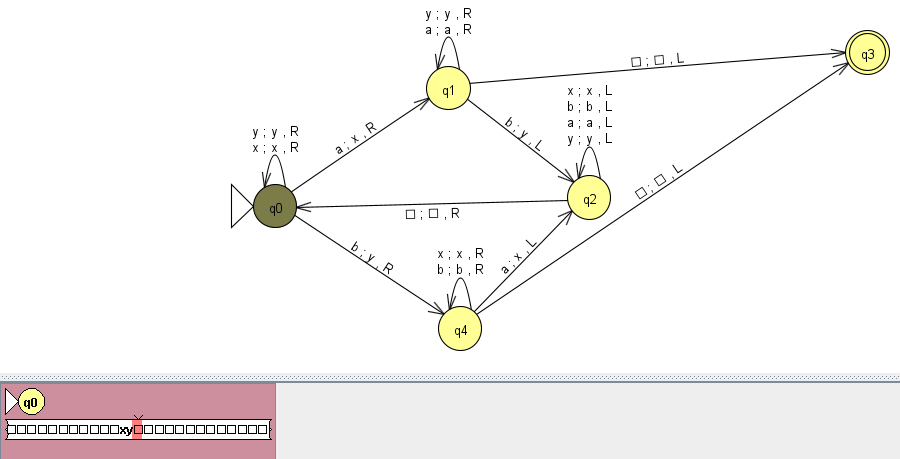 y ; y , R
a ; a , R
q3
□ ; □ , L
q1
x ; x , L
b ; b , L
a ; a , L
y ; y , L
y ; y , R
x ; x , R
a ; x , R
b ; y , L
q0
q2
□ ; □ , R
□ ; □ , L
b ; y , R
x ; x , R
b ; b , R
a ; x , L
q4
q0
□□□□□□□□□□□xy□□□□□□□□□□□□□